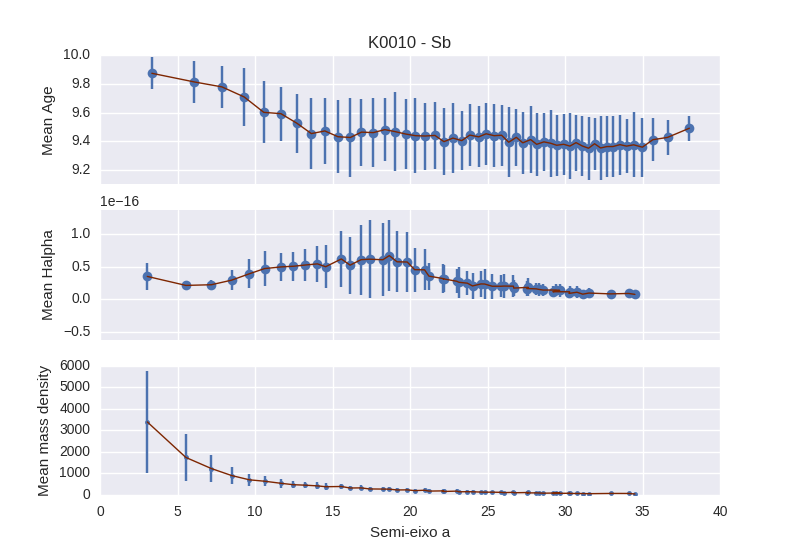 K0010 - Sb
10.0
9.8
9.6
9.4
9.2
Mean Age
1e−16
1.0
0.5
0.0
−0.5
Mean Halpha
6000
5000
4000
3000
2000
1000
0
Mean mass density
0 5 10 15 20 25 30 35 40
Semi-eixo a